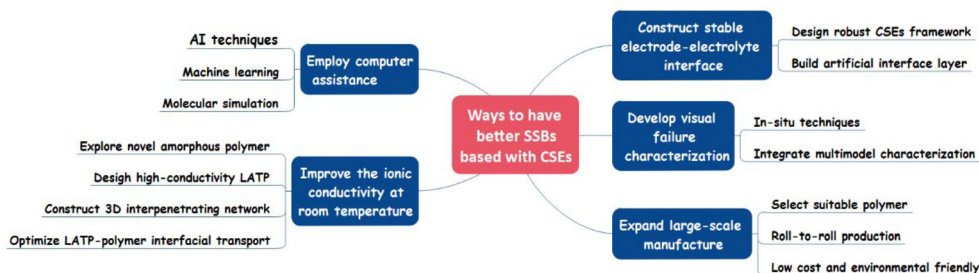 Ways to have
better SSBs
based with CSEs
Employ computer
assistance
AI techniques
Machine learning
Molecular simulation
Improve the ionic
conductivity at
room temperature
Explore novel amorphous polymer
Desigh high-conductivity LATP
Construct 3D interpenetrating network
Optimize LATP-polymer interfacial transport
Construct stable
electrode-electrolyte
interface
Design robust CSEs framework
Build artificial interface layer
Develop visual
failure
characterization
In-situ techniques
Integrate multimodel characterization
Expand large-scale
manufacture
Select suitable polymer
Roll-to-roll production
Low cost and environmental friendly